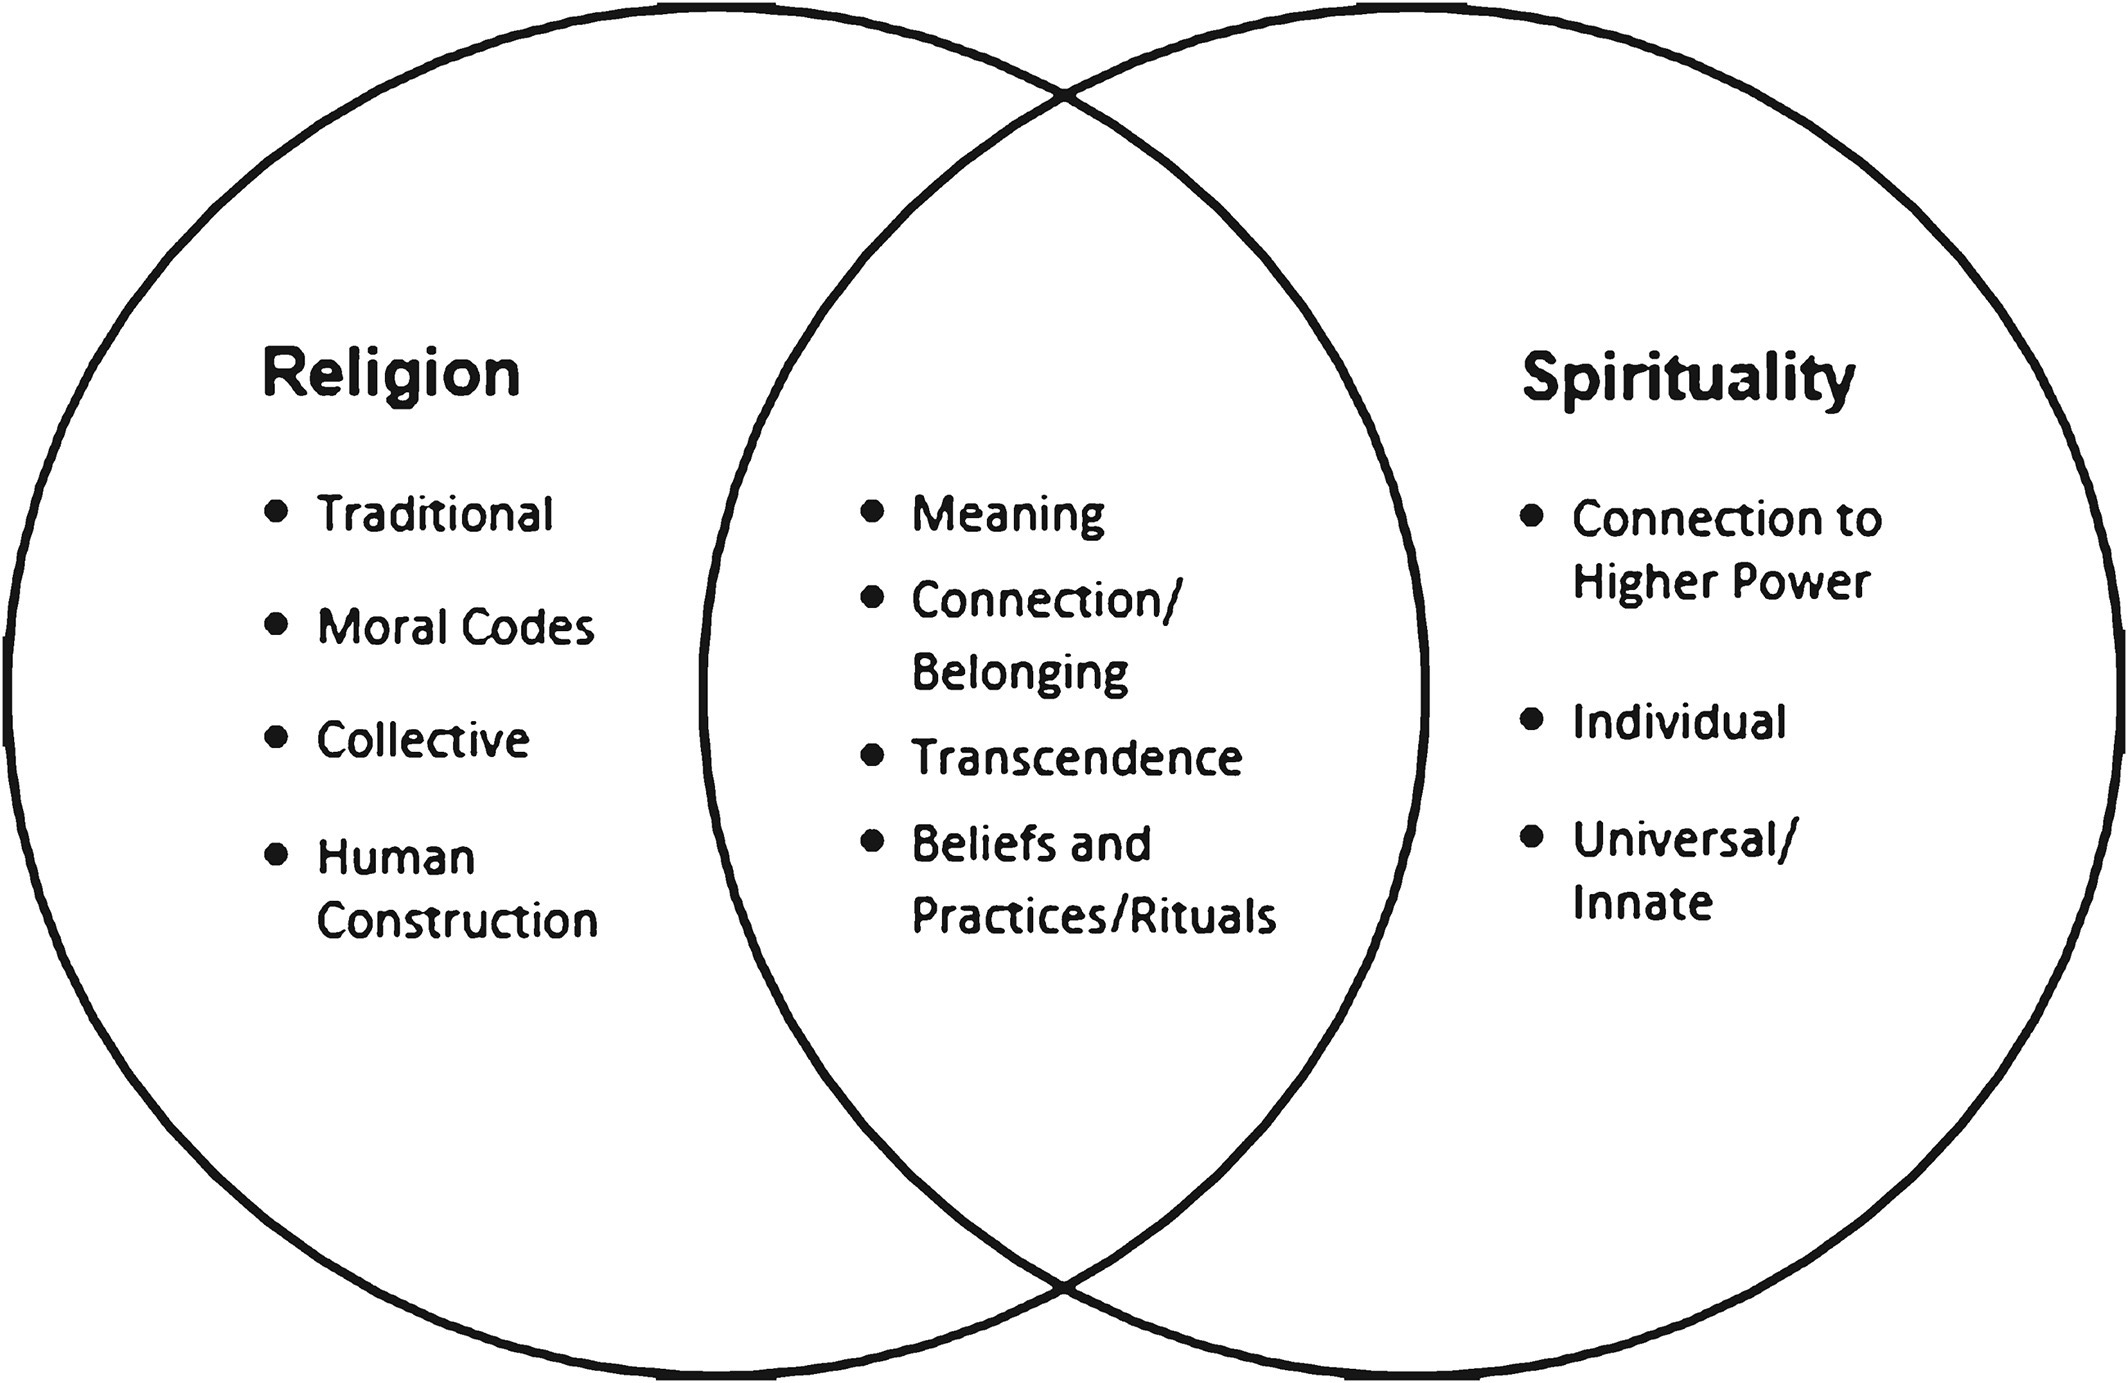 Religion
• Traditional
• Moral Codes
• Collective
• Human
Construction
• Meaning
• Connection/
Belonging
• Transcendence
• Beliefs and
Practices/Rituals
Spirituality
• Connection to
Higher Power
• Individual
• Universal/
Innate